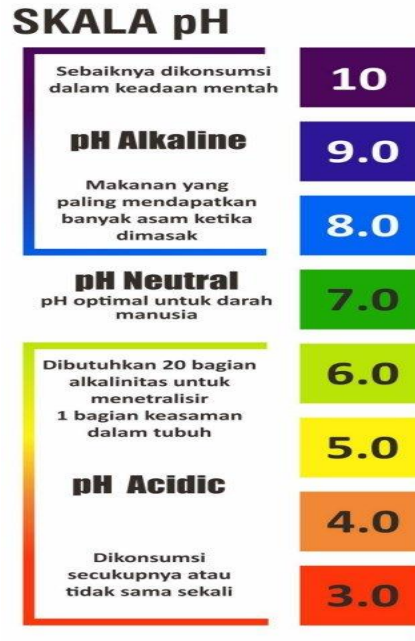 SKALA pH
Sebaiknya dikonsumsi
dalam keadaan mentah
10
pH Alkaline
9.0
Makanan yang
paling mendapatkan
banyak asam ketika
dimasak
8.0
pH Neutral
pH optimal untuk darah
manusia
7.0
Dibutuhkan 20 bagian
alkalinitas untuk
menetralisir
1 bagian keasaman
dalam tubuh
6.0
5.0
pH Acidic
4.0
Dikonsumsi
secukupnya atau
tidak sama sekali
3.0